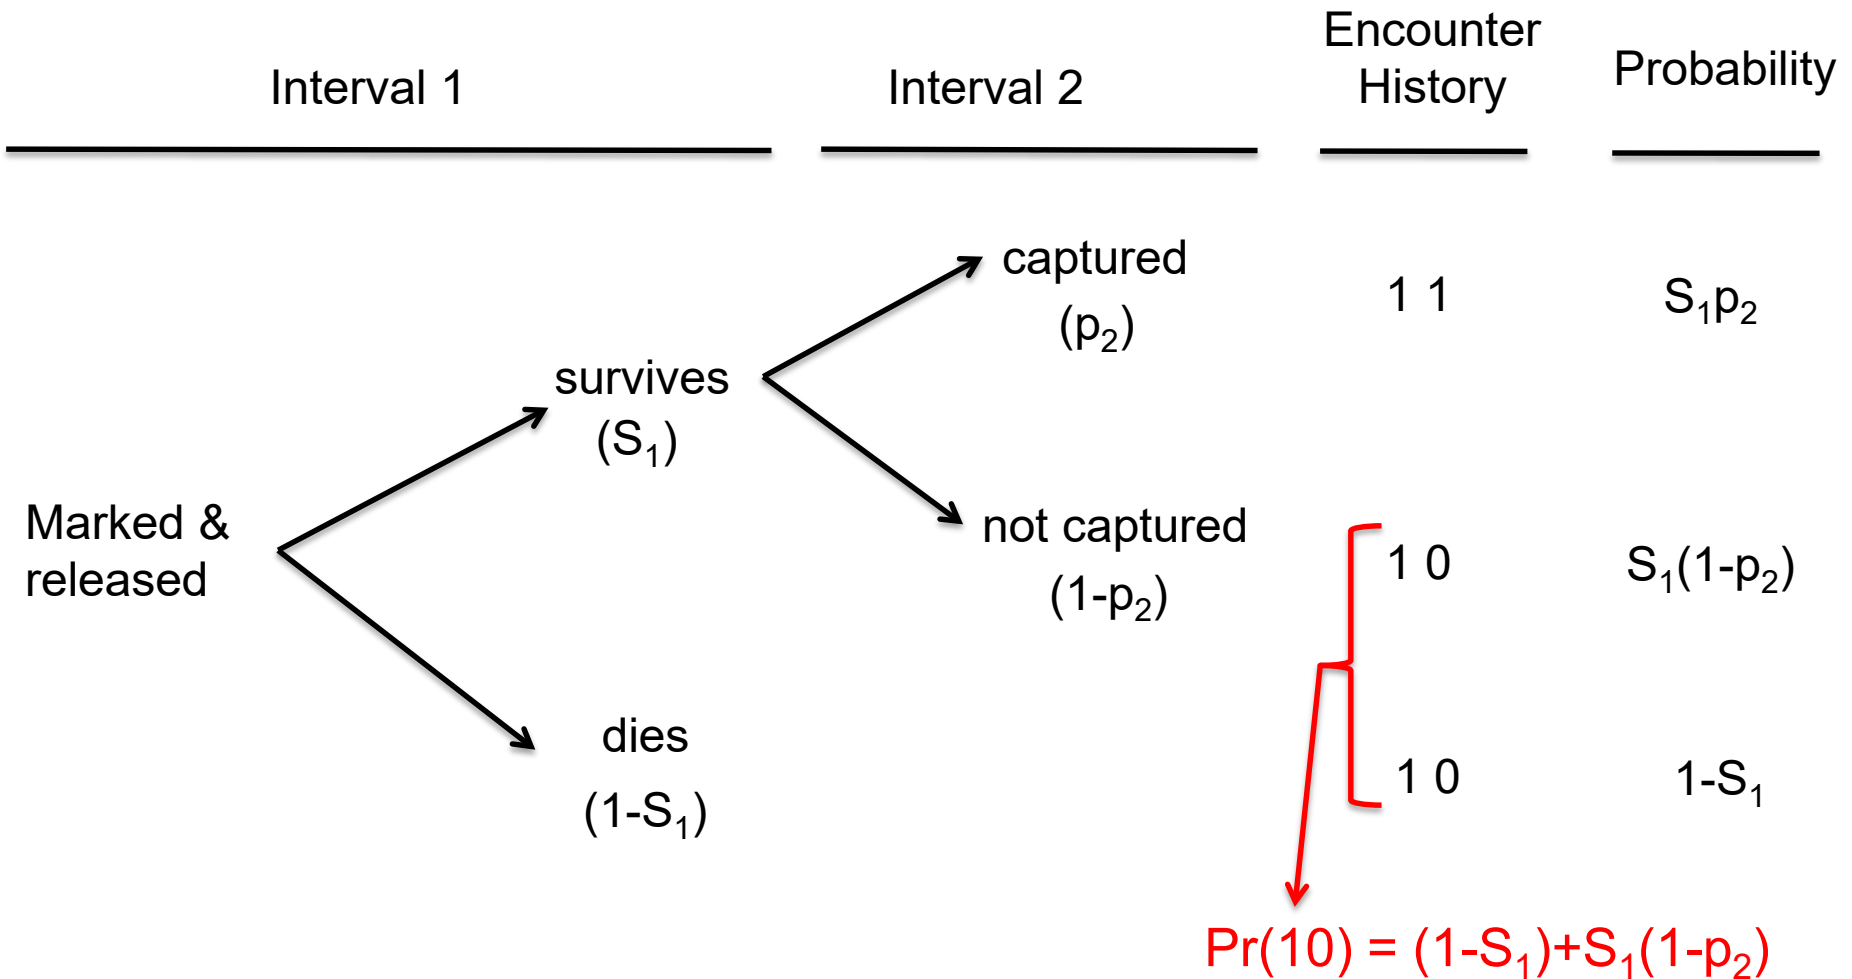 Interval 1
Interval 2
Encounter
History
Probability
captured
(p₂)
1 1
S₁p₂
survives
(S₁)
Marked &
released
not captured
(1-p₂)
1 0
S₁(1-p₂)
dies
(1-S₁)
1 0
1-S₁
Pr(10) = (1-S₁)+S₁(1-p₂)